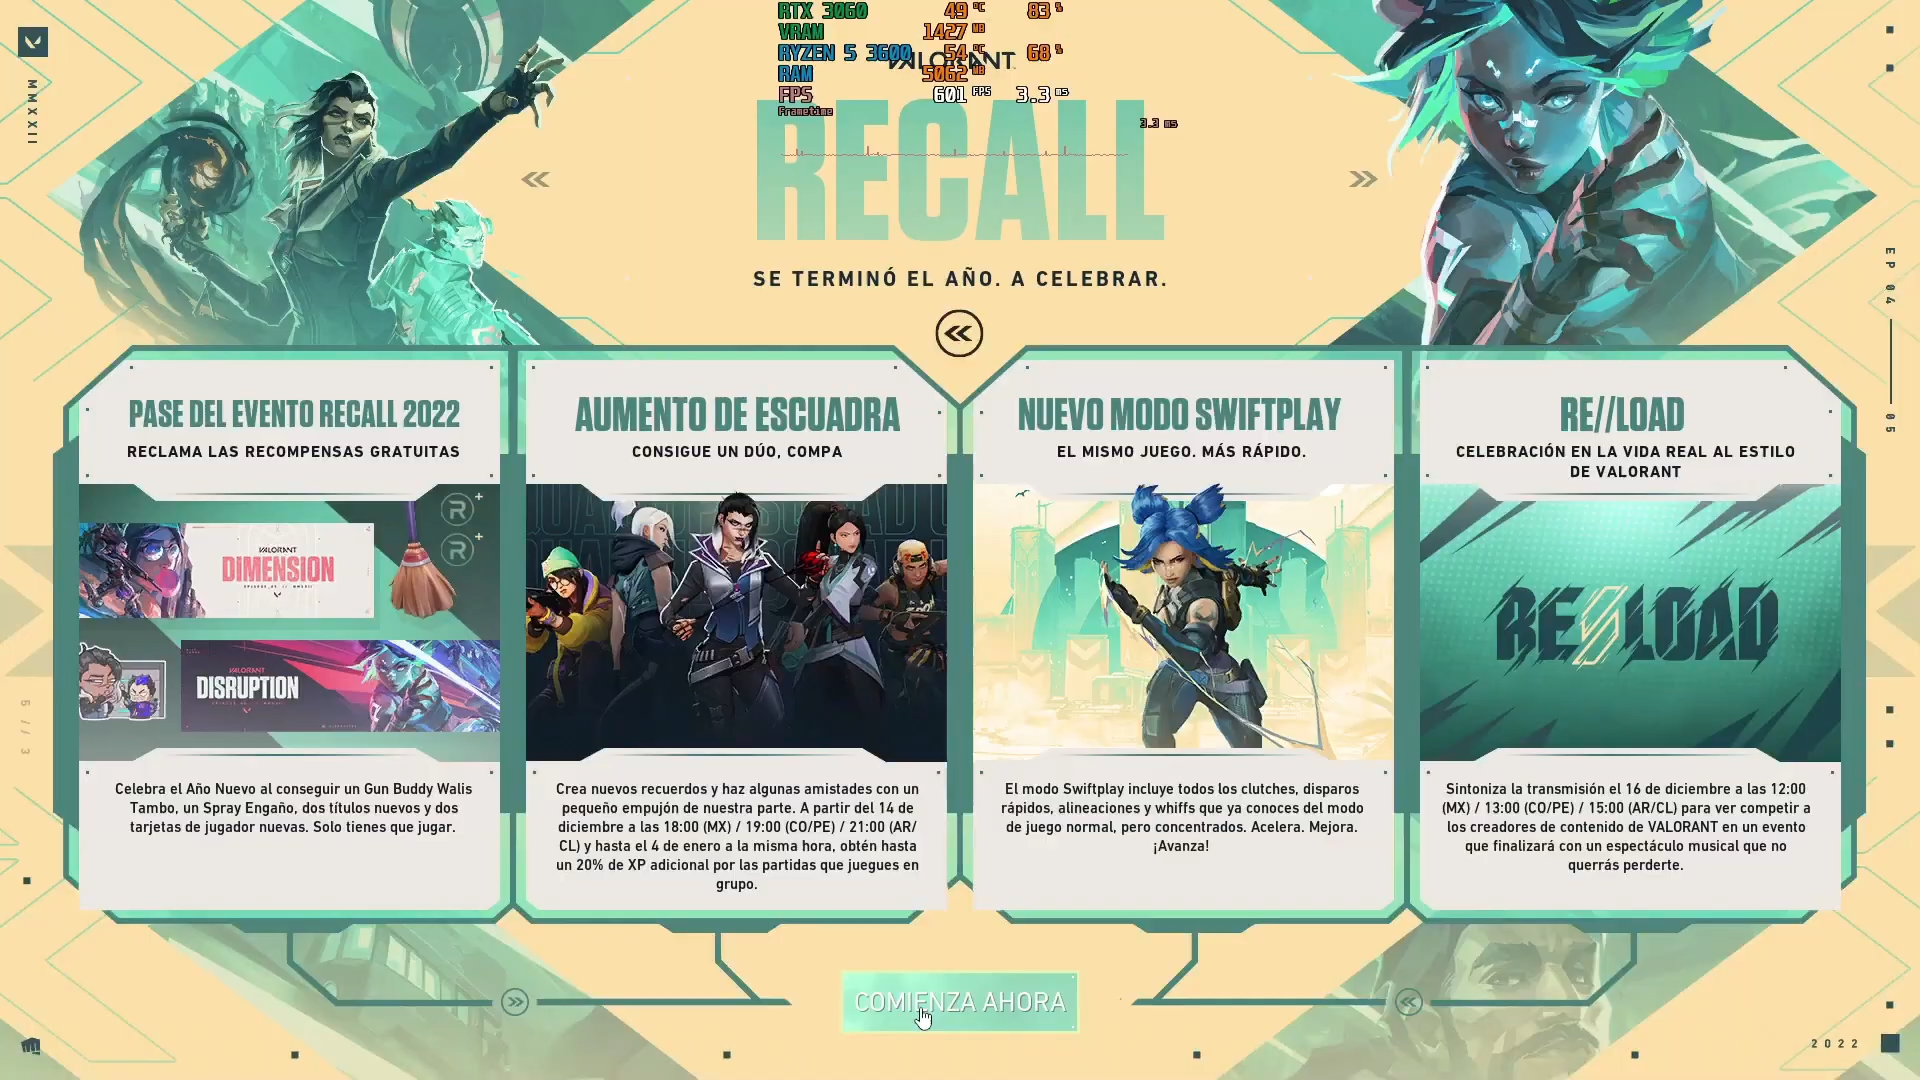 RTX 3060 49 °C 83 %
VRAM 1427 MB
RYZEN 5 3600 54 °C 68 %
RAM 5062 MB
FPS 601 FPS 3.3 ms
Frametime
3.3 ms
VALORANT
RECALL
SE TERMINÓ EL AÑO. A CELEBRAR.
MMXXII
EP 04
05
PASE DEL EVENTO RECALL 2022
RECLAMA LAS RECOMPENSAS GRATUITAS
VALORANT
DIMENSION
R
R
VALORANT
DISRUPTION
Celebra el Año Nuevo al conseguir un Gun Buddy Walis
Tambo, un Spray Engaño, dos títulos nuevos y dos
tarjetas de jugador nuevas. Solo tienes que jugar.
AUMENTO DE ESCUADRA
CONSIGUE UN DÚO, COMPA
Crea nuevos recuerdos y haz algunas amistades con un
pequeño empujón de nuestra parte. A partir del 14 de
diciembre a las 18:00 (MX) / 19:00 (CO/PE) / 21:00 (AR/
CL) y hasta el 4 de enero a la misma hora, obtén hasta
un 20% de XP adicional por las partidas que juegues en
grupo.
NUEVO MODO SWIFTPLAY
EL MISMO JUEGO. MÁS RÁPIDO.
El modo Swiftplay incluye todos los clutches, disparos
rápidos, alineaciones y whiffs que ya conoces del modo
de juego normal, pero concentrados. Acelera. Mejora.
¡Avanza!
RE//LOAD
CELEBRACIÓN EN LA VIDA REAL AL ESTILO
DE VALORANT
RE//LOAD
Sintoniza la transmisión el 16 de diciembre a las 12:00
(MX) / 13:00 (CO/PE) / 15:00 (AR/CL) para ver competir a
los creadores de contenido de VALORANT en un evento
que finalizará con un espectáculo musical que no
querrás perderte.
COMIENZA AHORA
2022